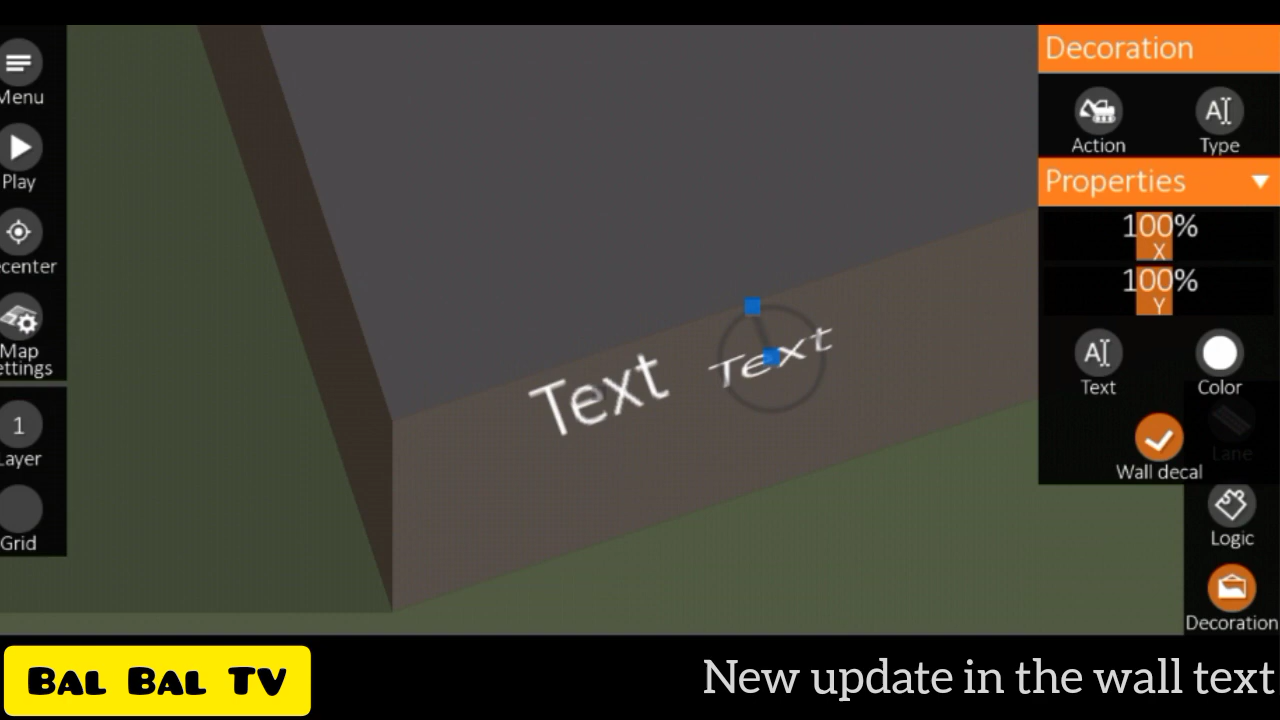 Menu
Play
ecenter
Map
ettings
1
Layer
Grid
Text
Text
Decoration
Action
Type
Properties
100%
X
100%
Y
Text
Color
Lane
Wall decal
Logic
Decoration
Bal Bal TV
New update in the wall text